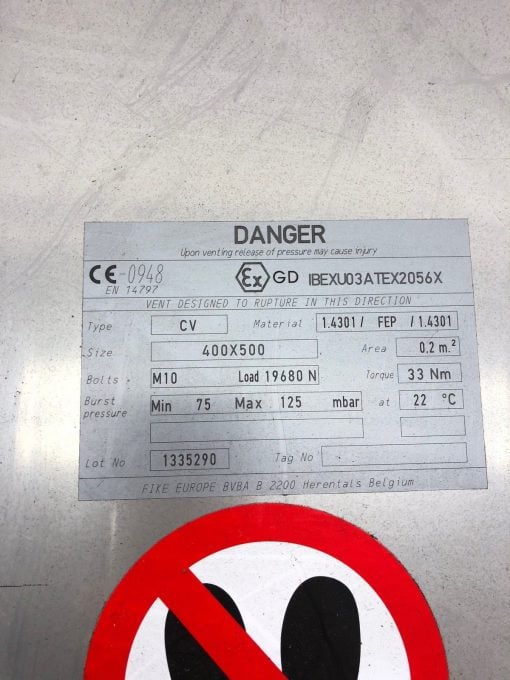 DANGER
Upon venting release of pressure may cause injury
CE 0948 Ex GD IBEXU03ATEX2056X
EN 14797
VENT DESIGNED TO RUPTURE IN THIS DIRECTION
Type CV Material 1.4301 / FEP / 1.4301
Size 400X500 Area 0.2 m.²
Bolts - M10 Load 19680 N Torque 33 Nm
Burst pressure Min 75 Max 125 mbar at 22 °C
Lot No 1335290 Tag No
FIKE EUROPE BVBA B 2200 Herentals Belgium